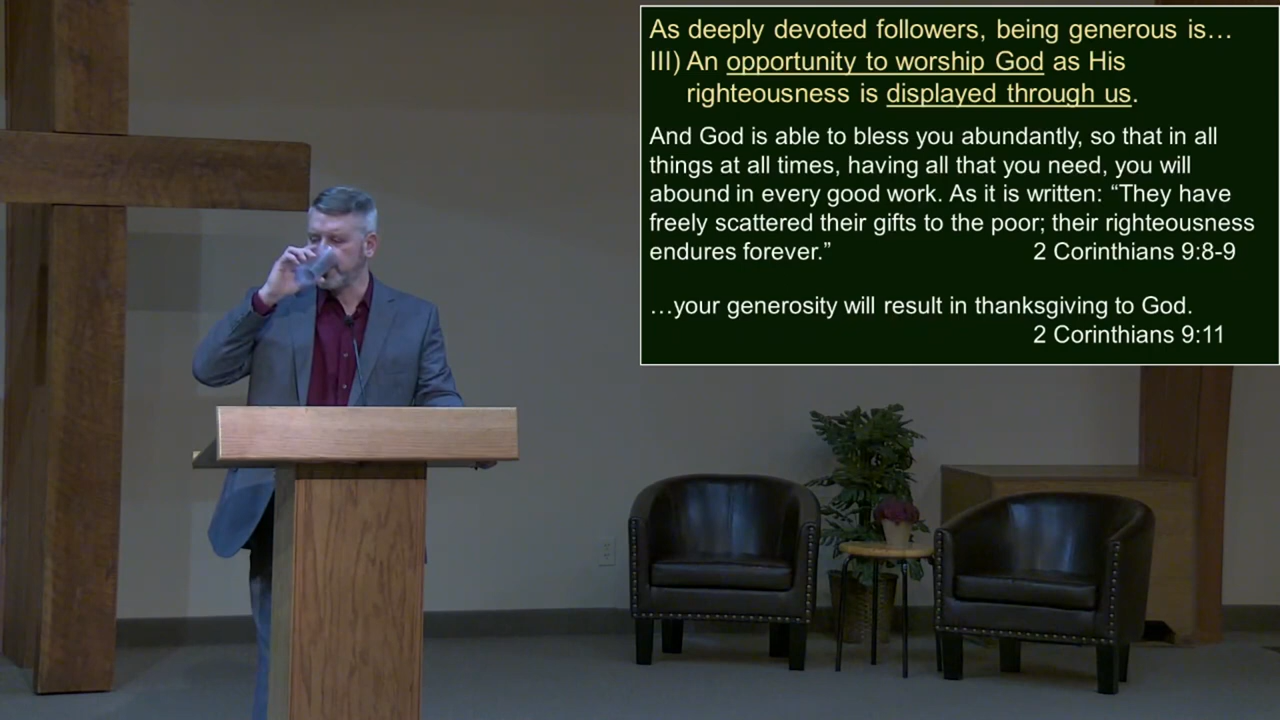 As deeply devoted followers, being generous is…
III) An opportunity to worship God as His
righteousness is displayed through us.
And God is able to bless you abundantly, so that in all
things at all times, having all that you need, you will
abound in every good work. As it is written: “They have
freely scattered their gifts to the poor; their righteousness
endures forever.” 2 Corinthians 9:8-9
…your generosity will result in thanksgiving to God.
2 Corinthians 9:11